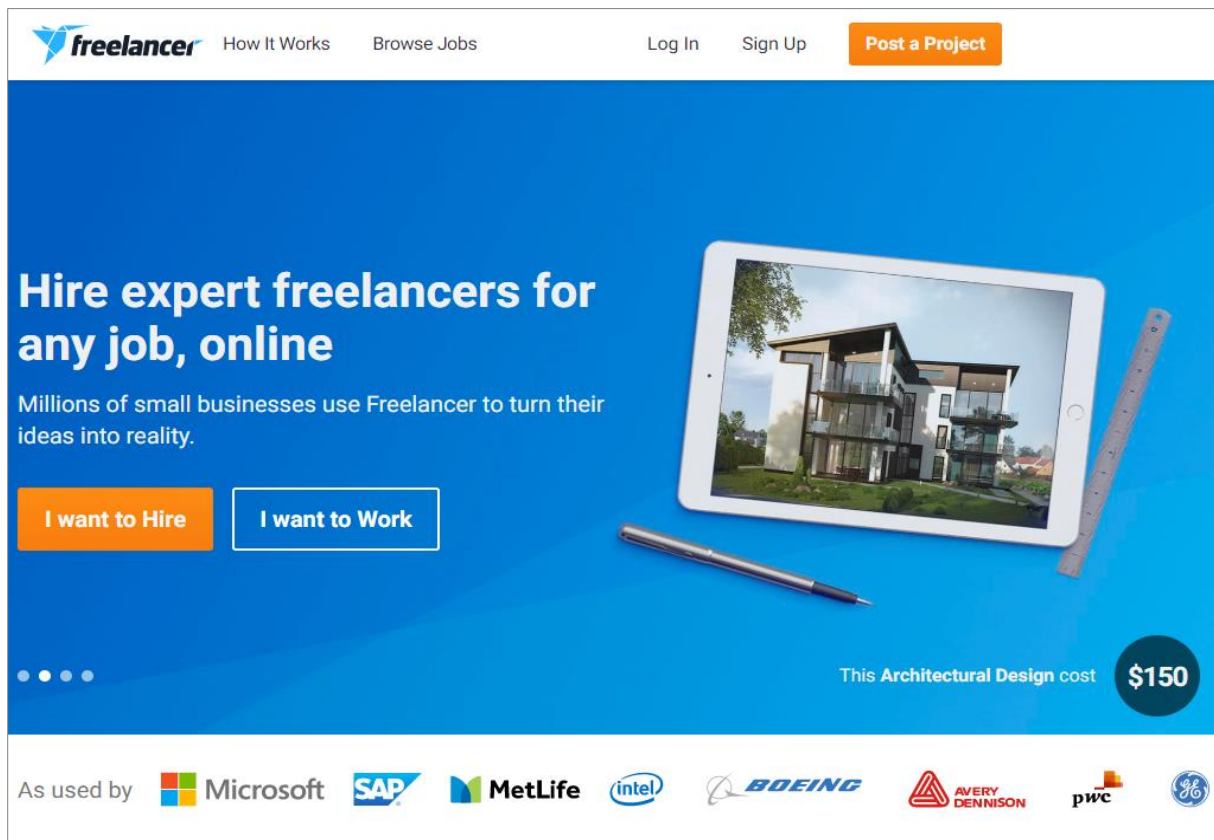 freelancer How It Works Browse Jobs Log In Sign Up Post a Project
Hire expert freelancers for
any job, online
Millions of small businesses use Freelancer to turn their
ideas into reality.
I want to Hire I want to Work
This Architectural Design cost $150
As used by Microsoft SAP MetLife intel BOEING AVERY DENNISON pwc GE